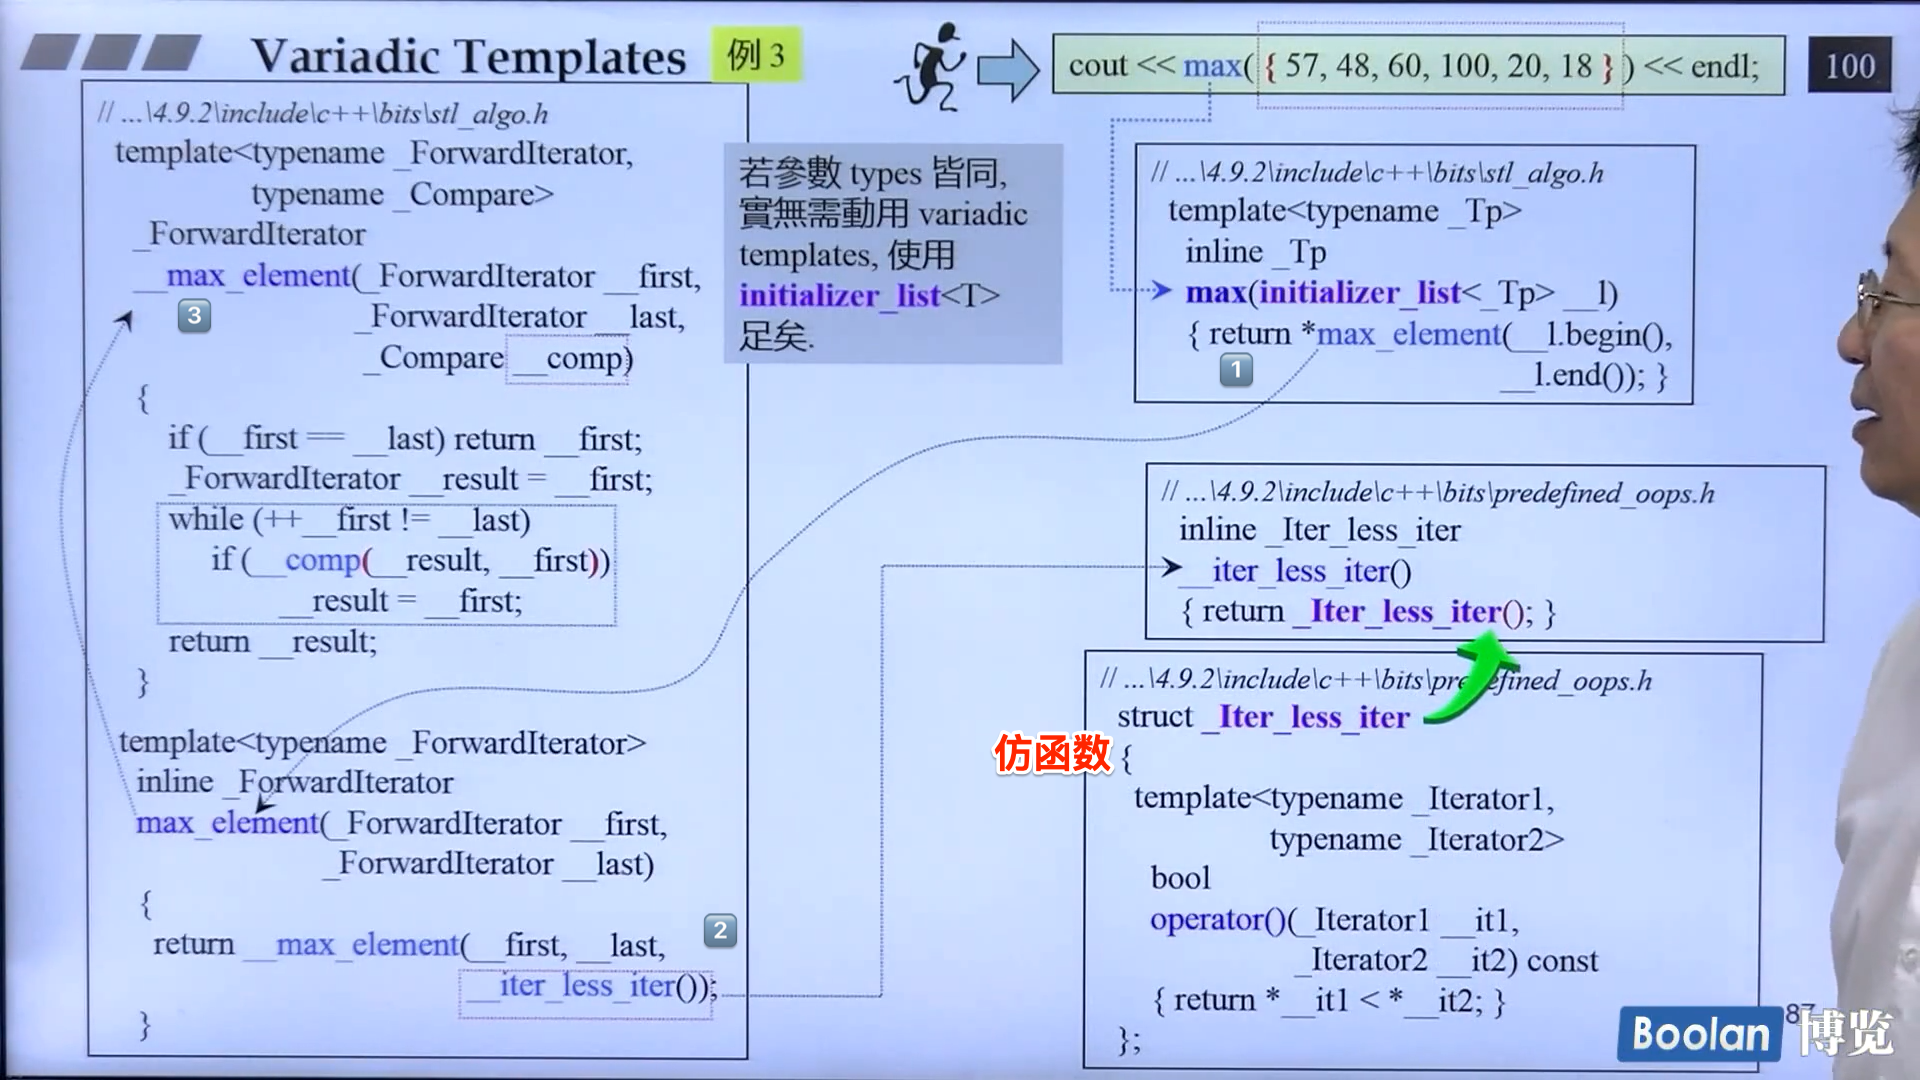 Variadic Templates 例 3
cout << max( { 57, 48, 60, 100, 20, 18 } ) << endl;
100
// ...\4.9.2\include\c++\bits\stl_algo.h
template<typename _ForwardIterator,
typename _Compare>
_ForwardIterator
__max_element(_ForwardIterator __first,
3
_ForwardIterator __last,
_Compare __comp)
{
if (__first == __last) return __first;
_ForwardIterator __result = __first;
while (++__first != __last)
if (__comp(__result, __first))
__result = __first;
return __result;
}
template<typename _ForwardIterator>
inline _ForwardIterator
max_element(_ForwardIterator __first,
_ForwardIterator __last)
{
2
return __max_element(__first, __last,
__iter_less_iter());
}
若參數 types 皆同,
實無需動用 variadic
templates, 使用
initializer_list<T>
足矣.
// ...\4.9.2\include\c++\bits\stl_algo.h
template<typename _Tp>
inline _Tp
max(initializer_list<_Tp> __l)
{ return *max_element(__l.begin(),
1
__l.end()); }
// ...\4.9.2\include\c++\bits\predefined_oops.h
inline _Iter_less_iter
__iter_less_iter()
{ return _Iter_less_iter(); }
// ...\4.9.2\include\c++\bits\predefined_oops.h
struct _Iter_less_iter
仿函数
{
template<typename _Iterator1,
typename _Iterator2>
bool
operator()(_Iterator1 __it1,
_Iterator2 __it2) const
{ return *__it1 < *__it2; }
};
87
Boolan 博览